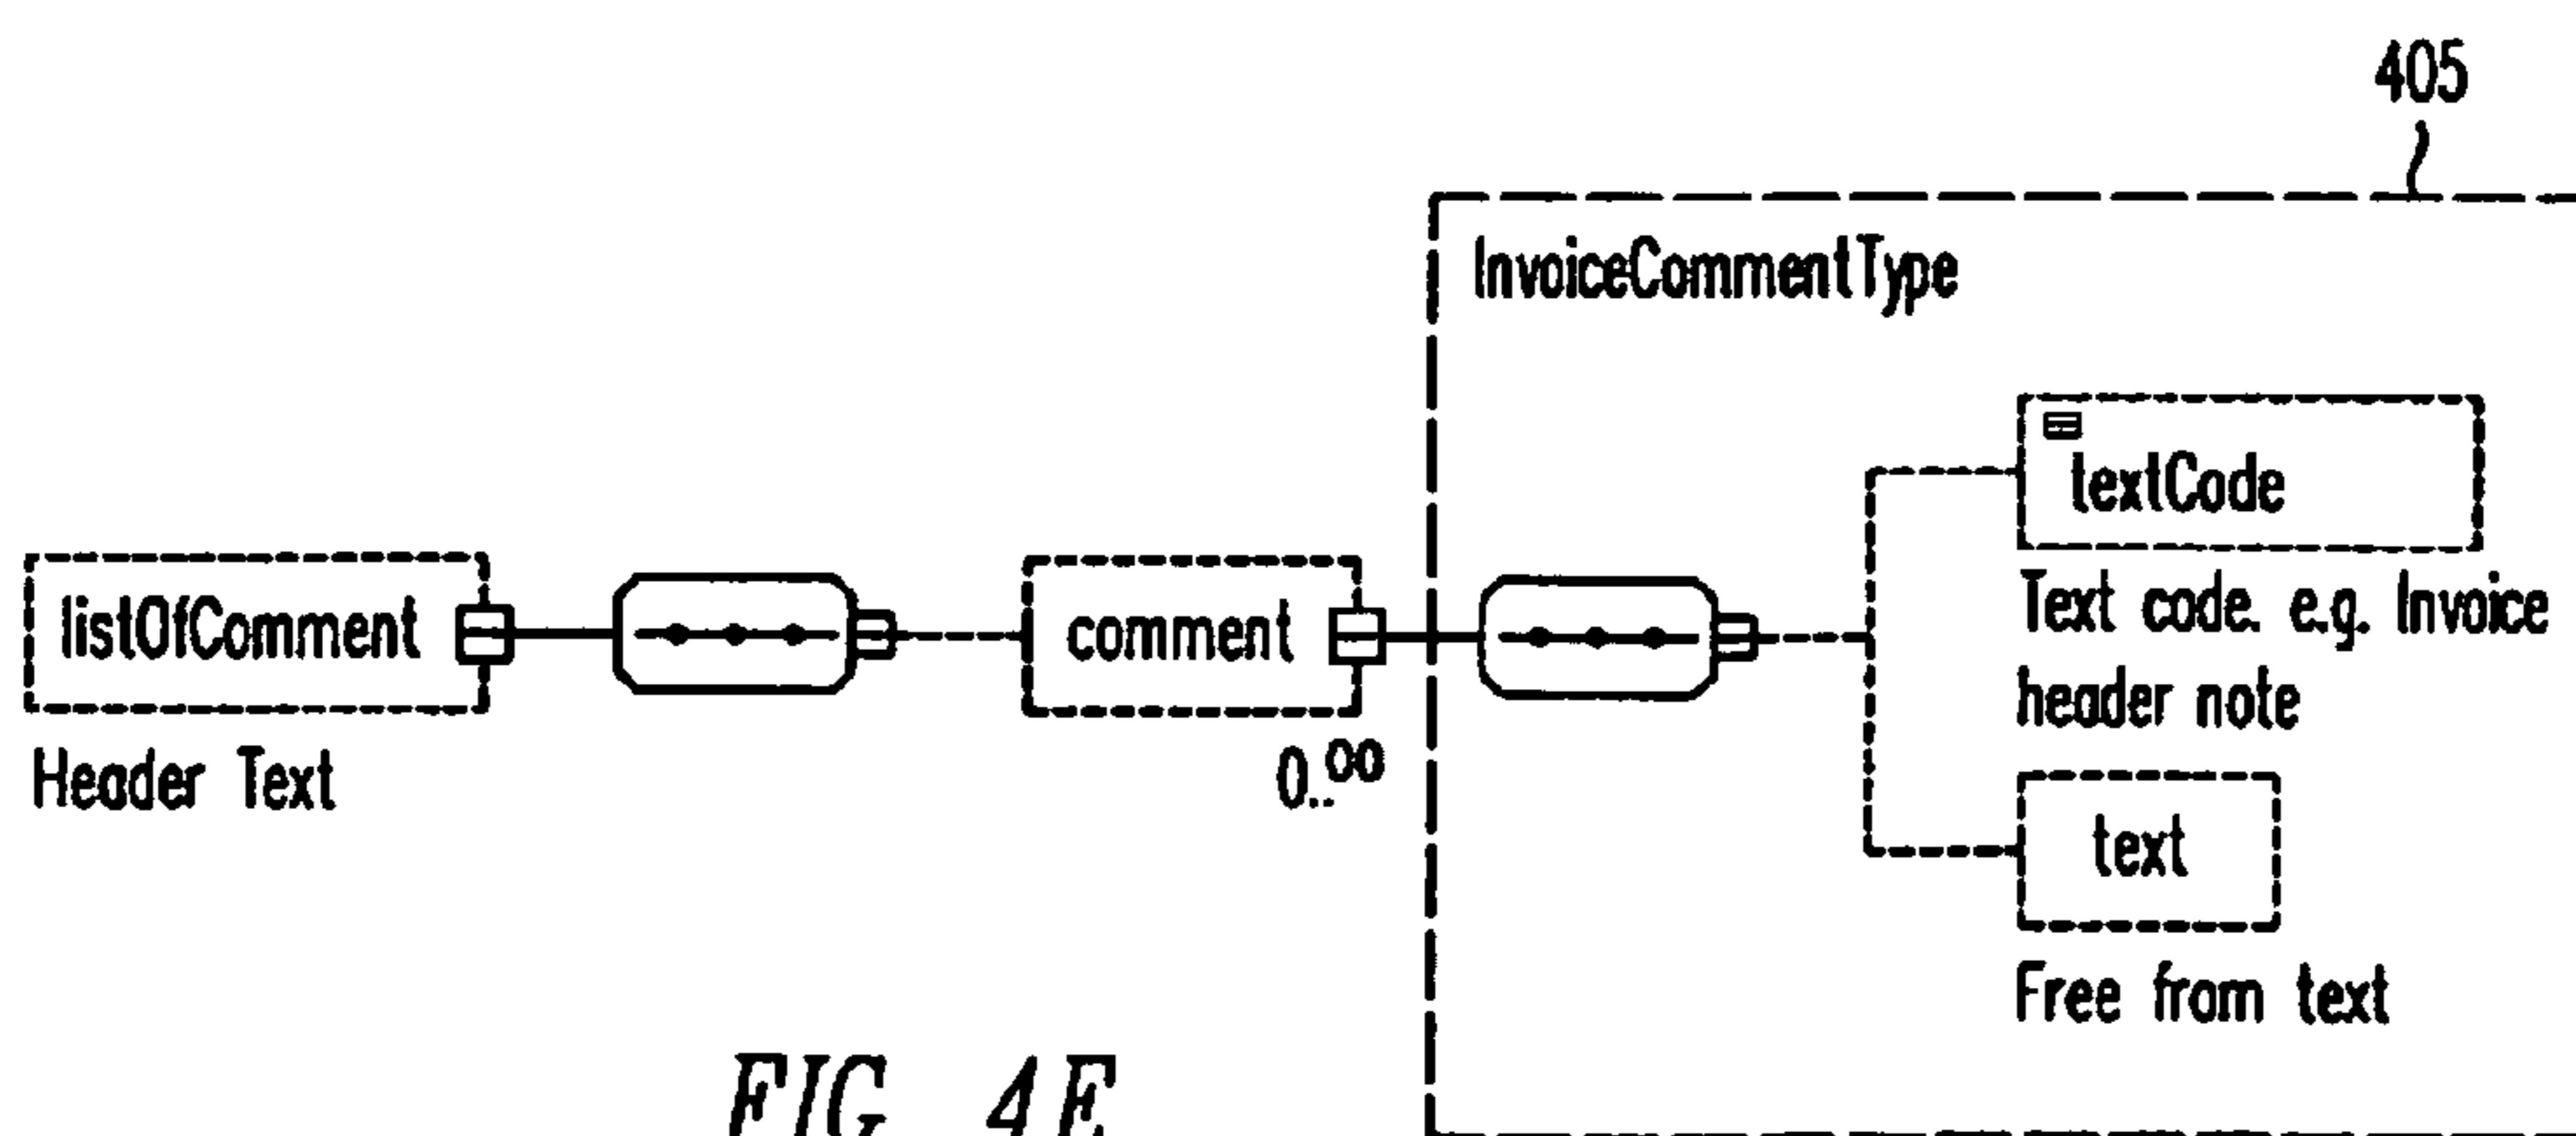 405
InvoiceCommentType
textCode
Text code. e.g. Invoice
header note
listOfComment
comment
Header Text
0..∞
text
Free from text
FIG 4E